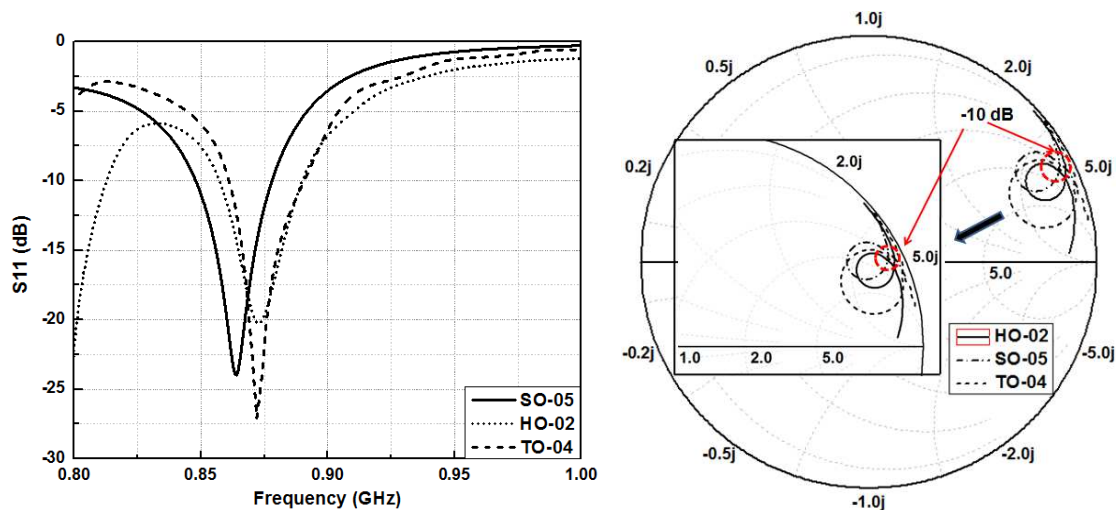 0
-5
-10
-15
-20
-25
-30
S11 (dB)
0.80
0.85
0.90
0.95
1.00
Frequency (GHz)
SO-05
HO-02
TO-04
1.0j
0.5j
2.0j
-10 dB
0.2j
5.0j
2.0j
5.0j
5.0
1.0
2.0
5.0
-0.2j
-5.0j
HO-02
SO-05
TO-04
-0.5j
-2.0j
-1.0j